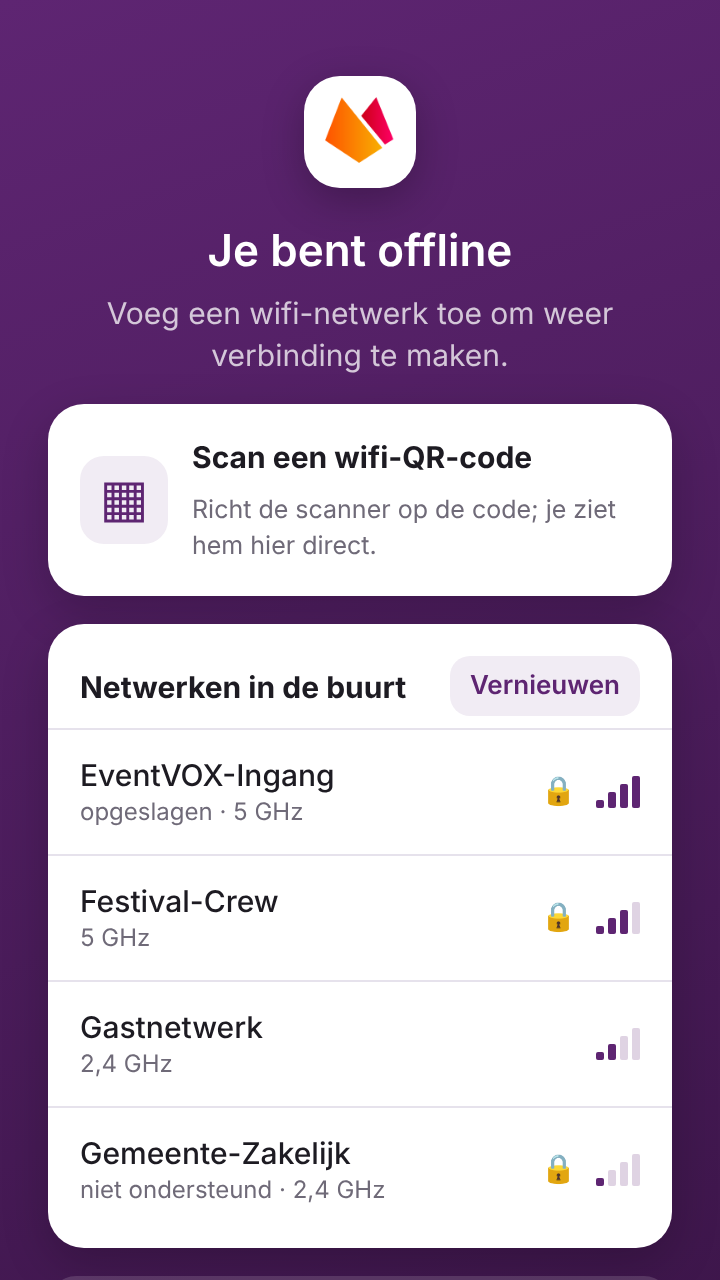 Je bent offline
Voeg een wifi-netwerk toe om weer
verbinding te maken.
Scan een wifi-QR-code
Richt de scanner op de code; je ziet
hem hier direct.
Netwerken in de buurt
Vernieuwen
EventVOX-Ingang
opgeslagen · 5 GHz
Festival-Crew
5 GHz
Gastnetwerk
2,4 GHz
Gemeente-Zakelijk
niet ondersteund · 2,4 GHz